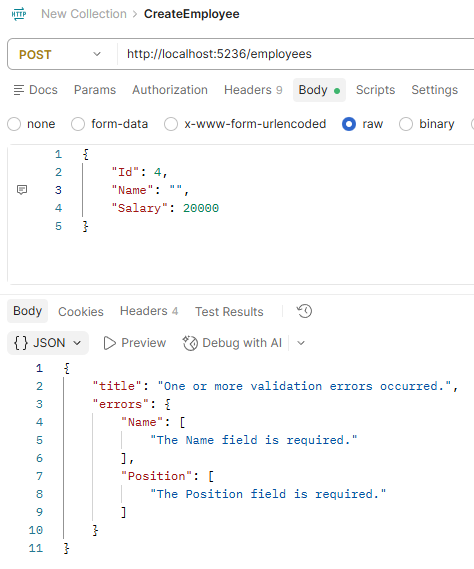 HTTP New Collection > CreateEmployee
POST http://localhost:5236/employees
Docs Params Authorization Headers 9 Body Scripts Settings
none form-data x-www-form-urlencoded raw binary
1 {
2 "Id": 4,
3 "Name": "",
4 "Salary": 20000
5 }
Body Cookies Headers 4 Test Results
{} JSON Preview Debug with AI
1 {
2 "title": "One or more validation errors occurred.",
3 "errors": {
4 "Name": [
5 "The Name field is required."
6 ],
7 "Position": [
8 "The Position field is required."
9 ]
10 }
11 }